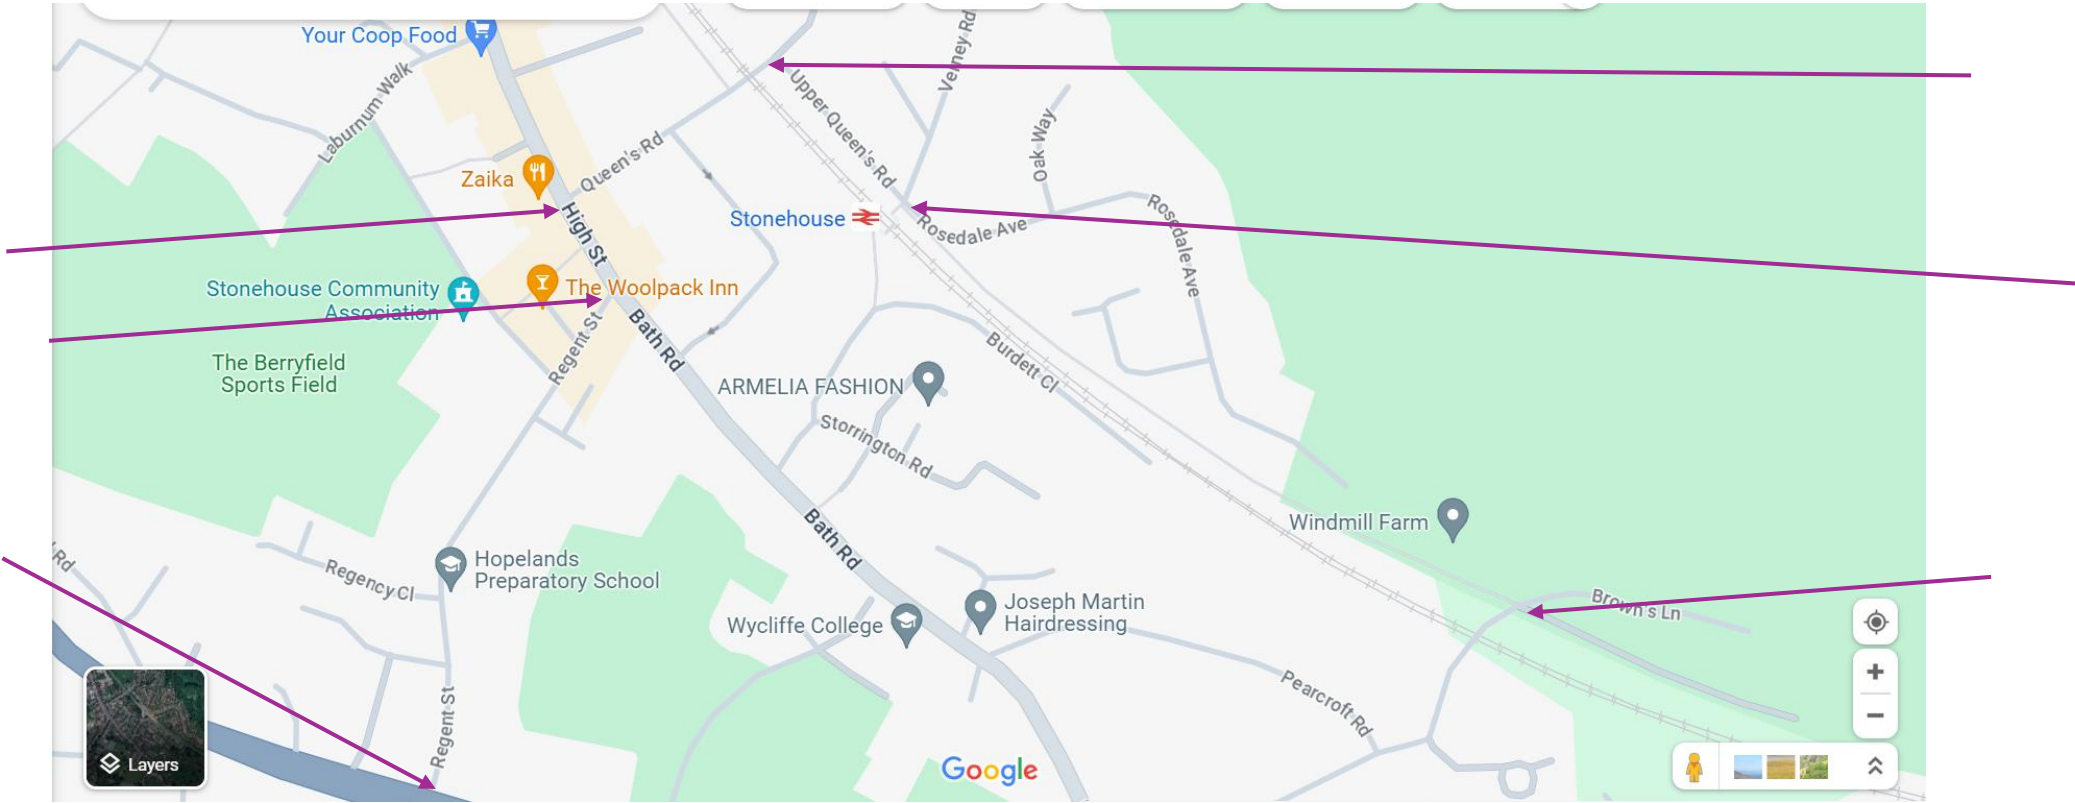 Your Coop Food
Verney Rd
Laburnum Walk
Upper Queen's Rd
Oak Way
Queen's Rd
Zaika
High St
Stonehouse
Rosedale Ave
Rosedale Ave
Stonehouse Community
Association
The Woolpack Inn
Bath Rd
Regent St
The Berryfield
Sports Field
Burdett Cl
ARMELIA FASHION
Storrington Rd
Windmill Farm
Bath Rd
Rd
Hopelands
Preparatory School
Regency Cl
Joseph Martin
Hairdressing
Brown's Ln
Wycliffe College
Pearcroft Rd
Regent St
Layers
Google